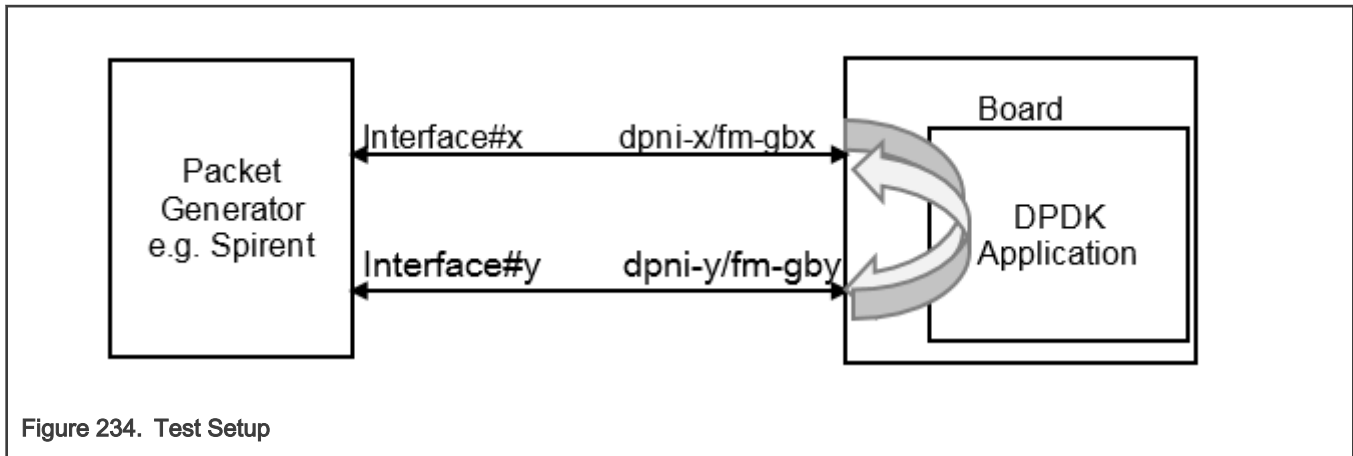 Board
Interface#x
dpni-x/fm-gbx
Packet
Generator
e.g. Spirent
DPDK
Application
Interface#y
dpni-y/fm-gby
Figure 234. Test Setup